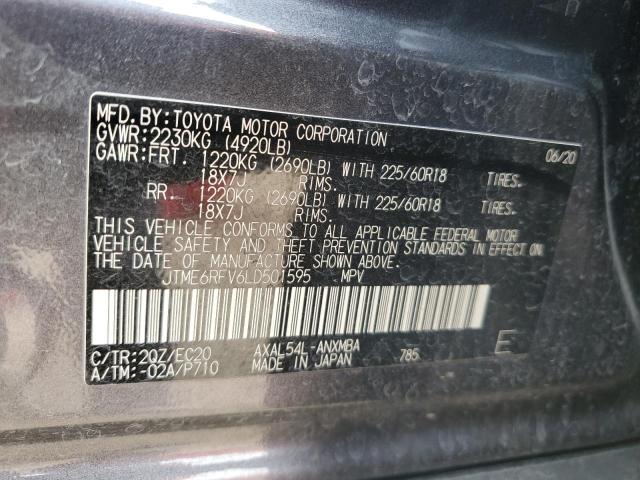 MFD.BY:TOYOTA MOTOR CORPORATION 06/20
GVWR:2230KG (4920LB)
GAWR:FRT. 1220KG (2690LB) WITH 225/60R18 TIRES.
18X7J RIMS.
RR. 1220KG (2690LB) WITH 225/60R18 TIRES.
18X7J RIMS.
THIS VEHICLE CONFORMS TO ALL APPLICABLE FEDERAL MOTOR
VEHICLE SAFETY AND THEFT PREVENTION STANDARDS IN EFFECT ON
THE DATE OF MANUFACTURE SHOWN ABOVE.
JTME6RFV6LD501595 MPV
C/TR:2QZ/EC20 AXAL54L-ANXMBA 785 E
A/TM:-02A/P710 MADE IN JAPAN